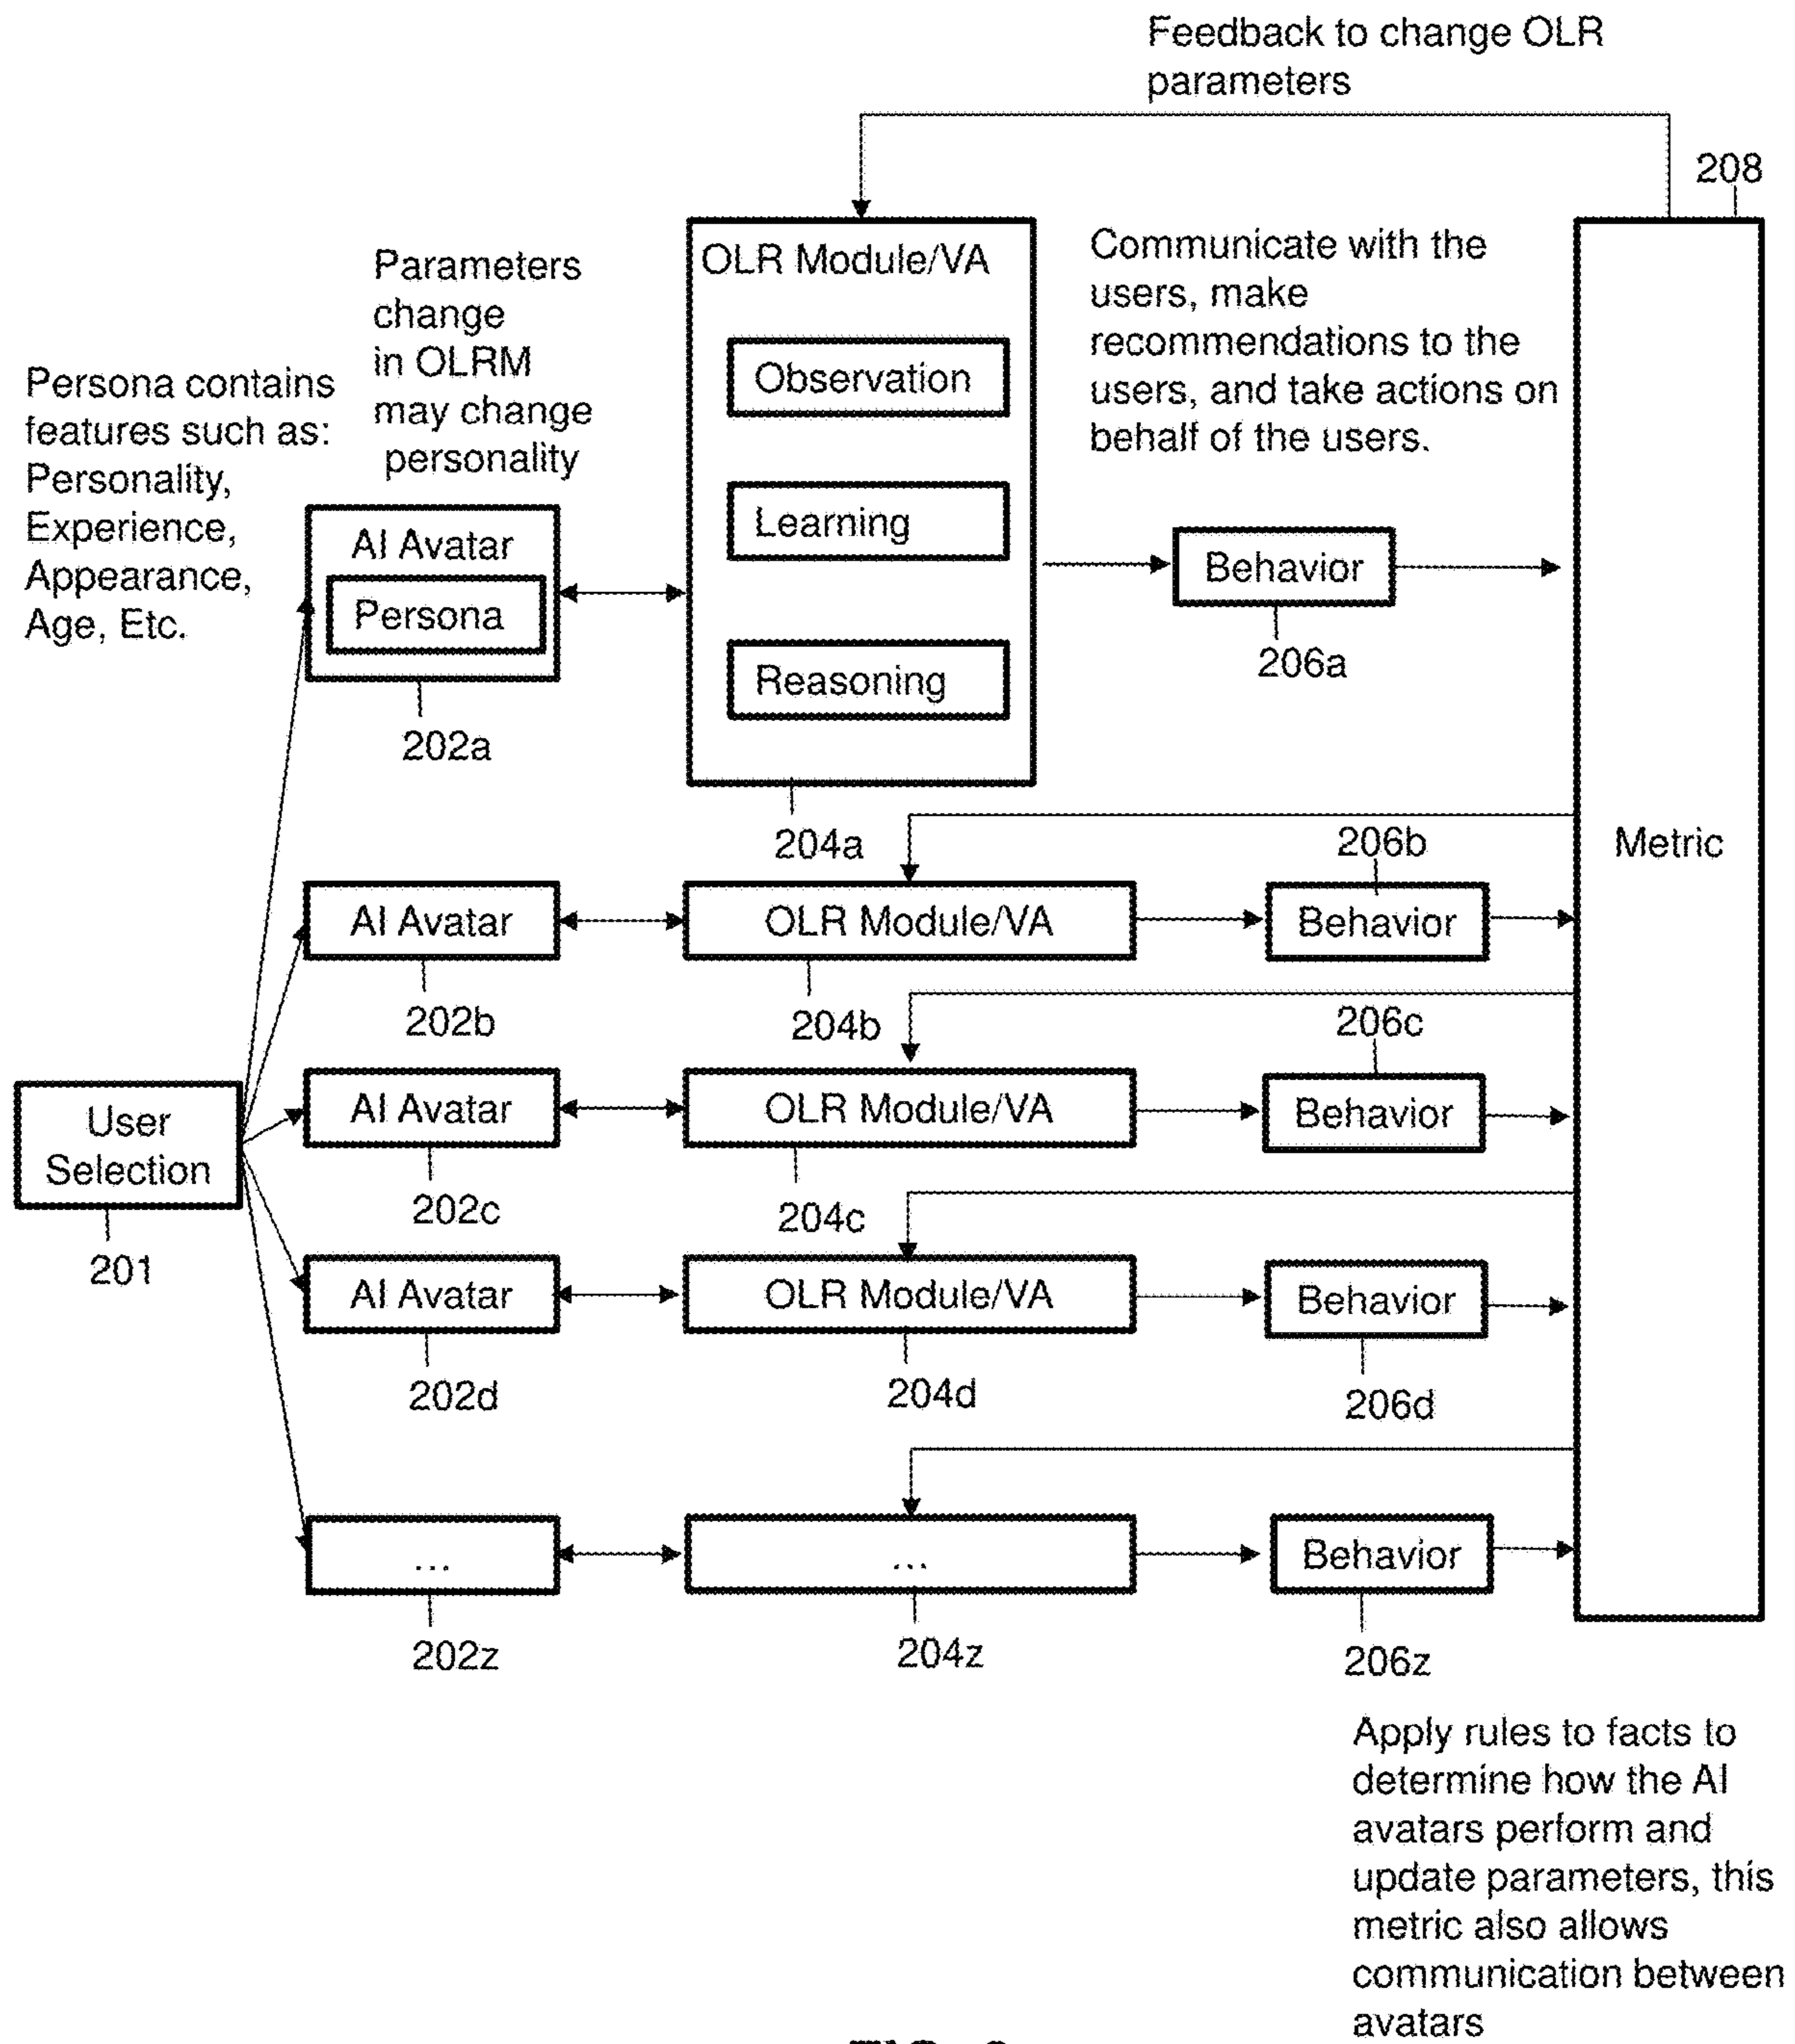 Feedback to change OLR
parameters
208
OLR Module/VA
Communicate with the
users, make
recommendations to the
users, and take actions on
behalf of the users.
Parameters
change
in OLRM
may change
personality
Persona contains
features such as:
Personality,
Experience,
Appearance,
Age, Etc.
Observation
Learning
Reasoning
AI Avatar
Persona
Behavior
206a
202a
204a
Metric
206b
AI Avatar
OLR Module/VA
Behavior
202b
204b
206c
AI Avatar
OLR Module/VA
Behavior
User
Selection
202c
204c
201
AI Avatar
OLR Module/VA
Behavior
202d
204d
206d
...
...
Behavior
202z
204z
206z
Apply rules to facts to
determine how the AI
avatars perform and
update parameters, this
metric also allows
communication between
avatars